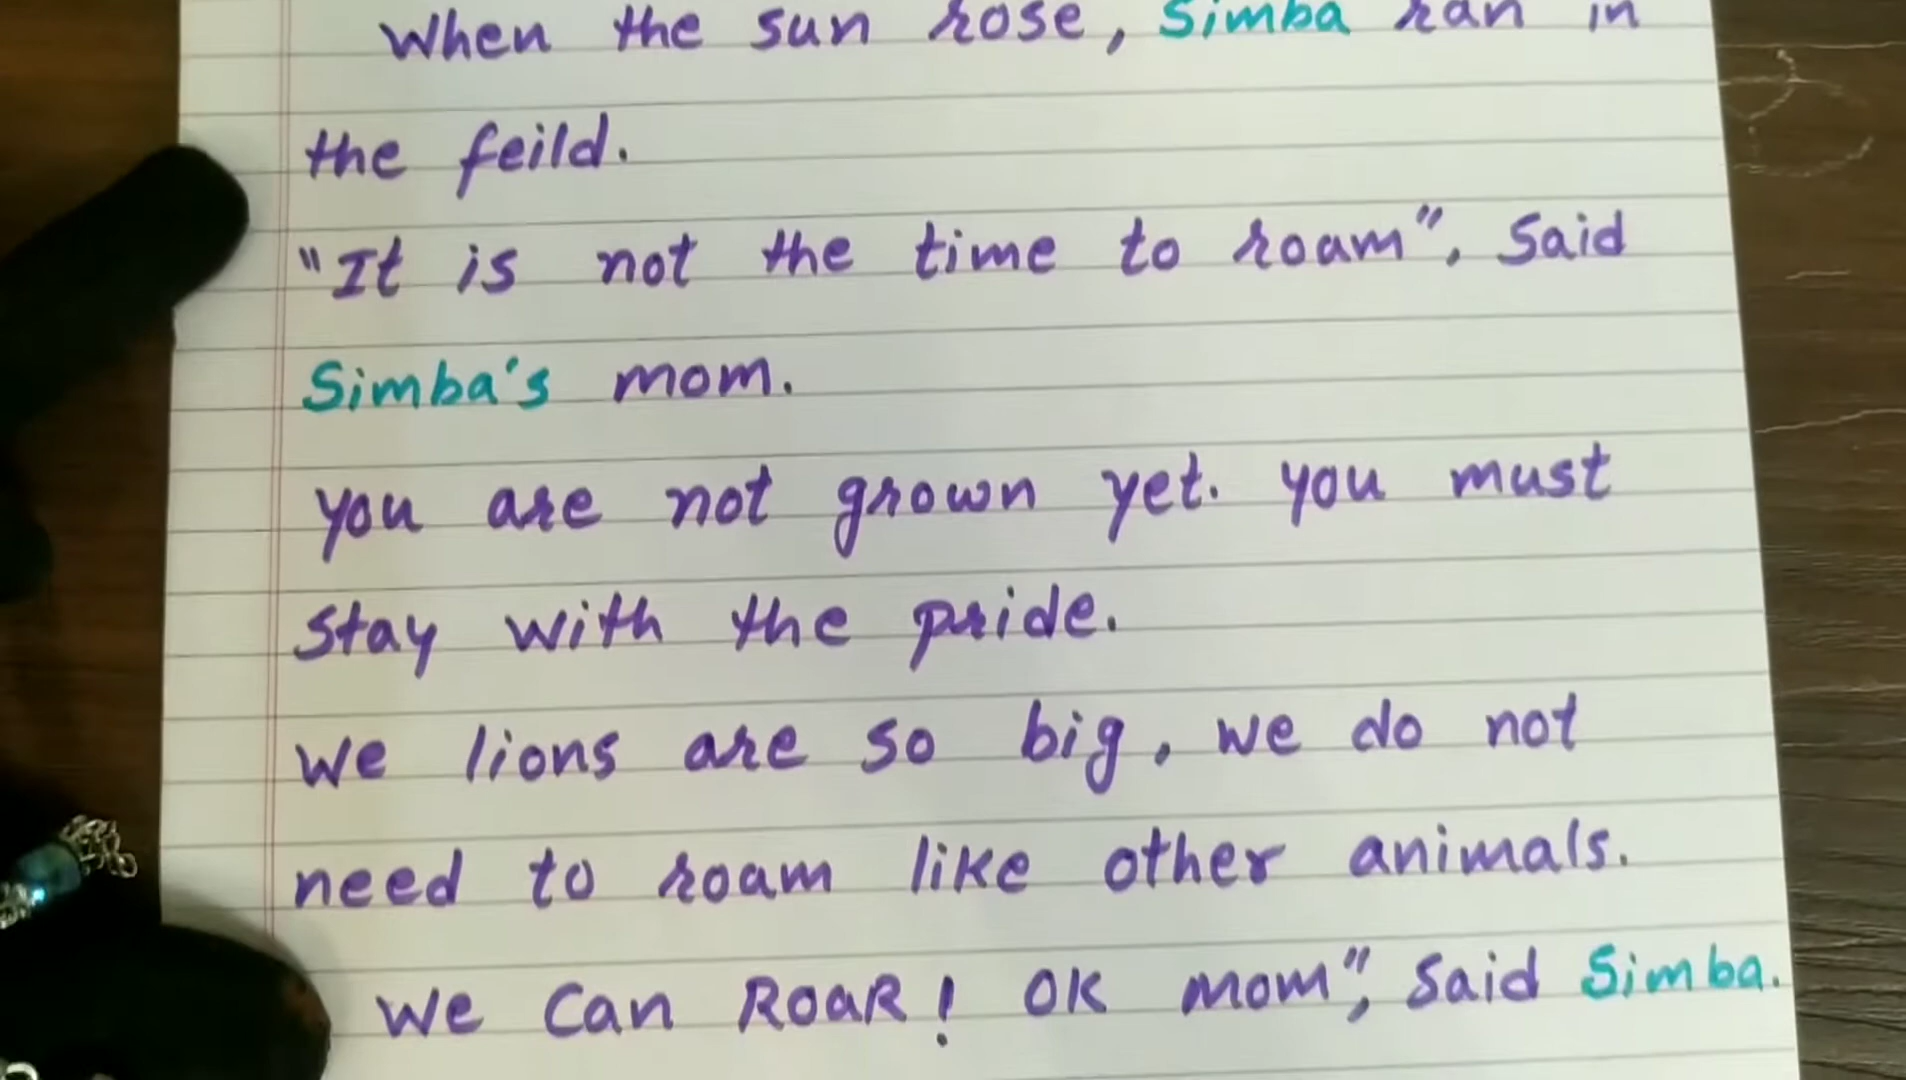 When the sun rose, Simba ran in
the feild.
"It is not the time to roam", Said
Simba's mom.
you are not grown yet. you must
stay with the pride.
we lions are so big, we do not
need to roam like other animals.
we can ROAR! OK mom", Said Simba.